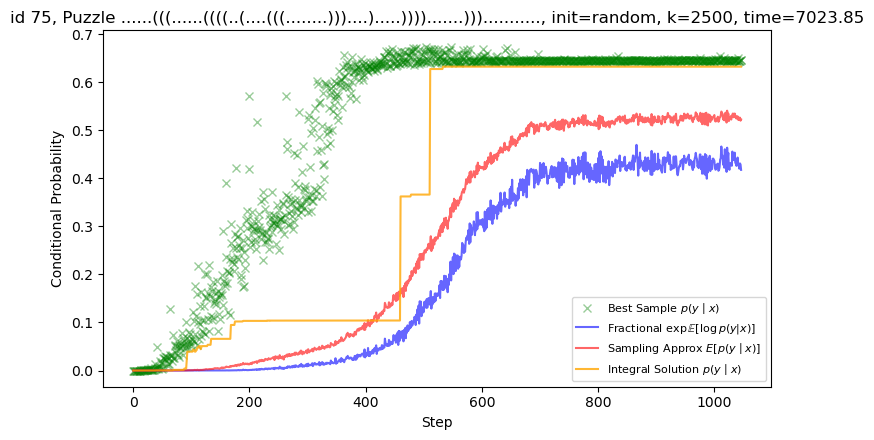 id 75, Puzzle ......(((......((((..(....(((........)))....).....)))).......)))..........., init=random, k=2500, time=7023.85
0.7
0.6
0.5
0.4
0.3
0.2
0.1
0.0
Conditional Probability
0 200 400 600 800 1000
Step
Best Sample p(y | x)
Fractional exp𝔼[log p(y|x)]
Sampling Approx E[p(y | x)]
Integral Solution p(y | x)